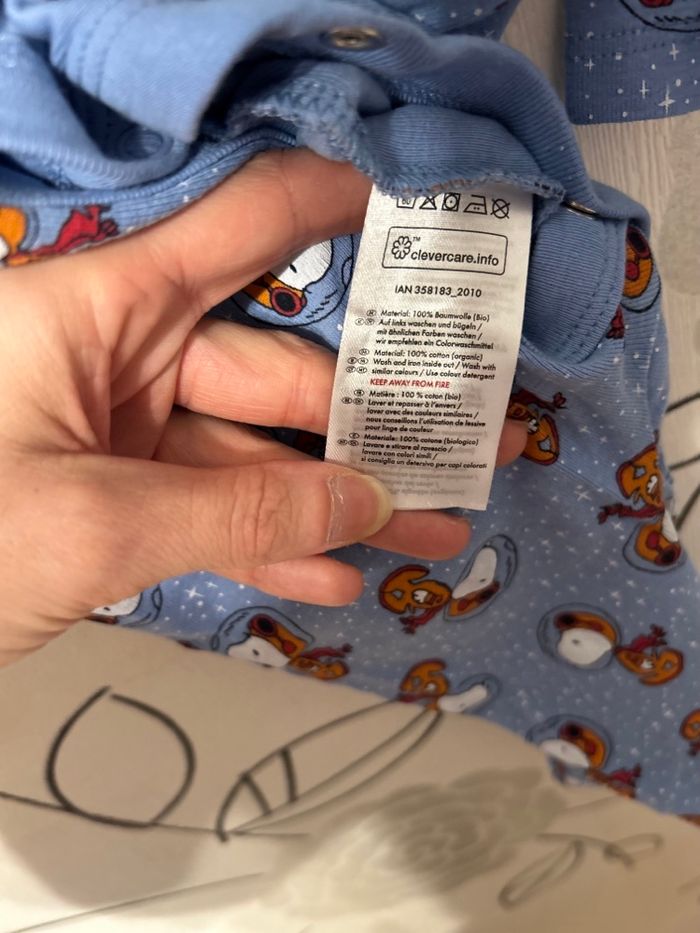 60
™
clevercare.info
IAN 358183_2010
Material: 100% Baumwolle (Bio)
Auf links waschen und bügeln /
mit ähnlichen Farben waschen /
wir empfehlen ein Colorwaschmittel
Material: 100% cotton (organic)
Wash and iron inside out / Wash with
similar colours / Use colour detergent
KEEP AWAY FROM FIRE
Matière : 100 % coton (bio)
Laver et repasser à l'envers /
laver avec des couleurs similaires /
nous conseillons l'utilisation de lessive
pour linge de couleur
Materiale: 100% cotone (biologico)
Lavare e stirare al rovescio /
lavare con colori simili /
si consiglia un detersivo per capi colorati